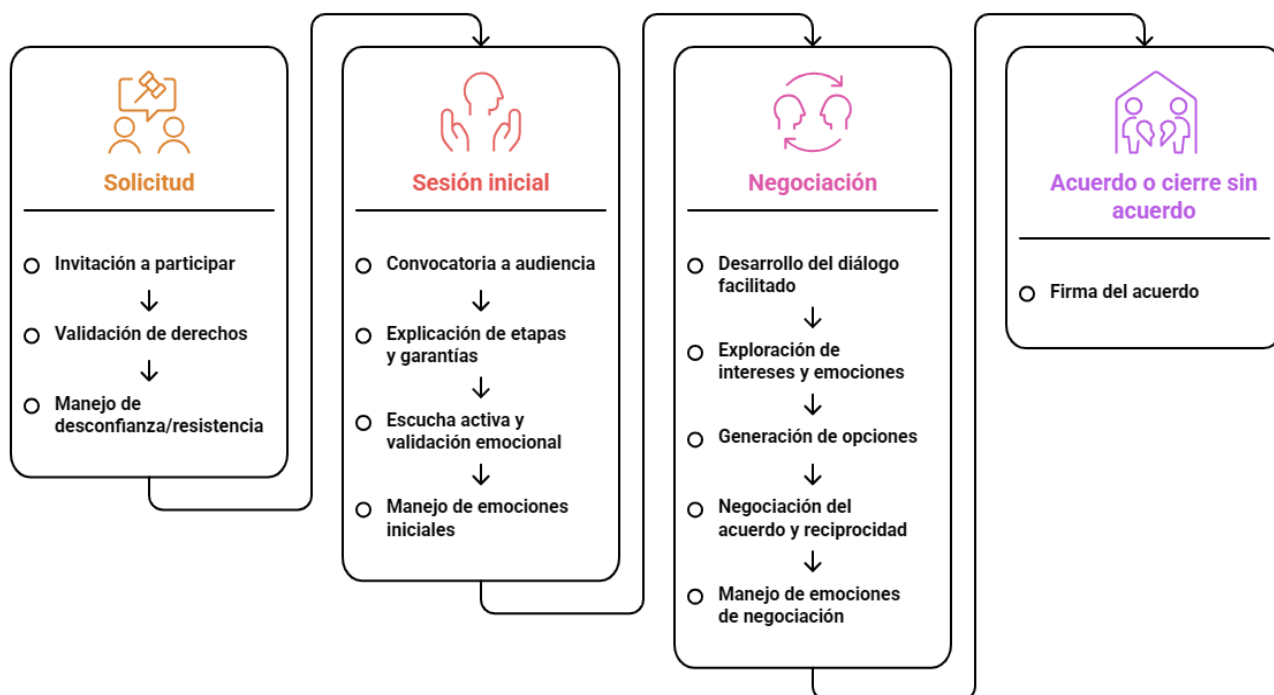 Solicitud
Invitación a participar
Validación de derechos
Manejo de
desconfianza/resistencia
Sesión inicial
Convocatoria a audiencia
Explicación de etapas
y garantías
Escucha activa y
validación emocional
Manejo de emociones
iniciales
Negociación
Desarrollo del diálogo
facilitado
Exploración de
intereses y emociones
Generación de opciones
Negociación del
acuerdo y reciprocidad
Manejo de emociones
de negociación
Acuerdo o cierre sin
acuerdo
Firma del acuerdo